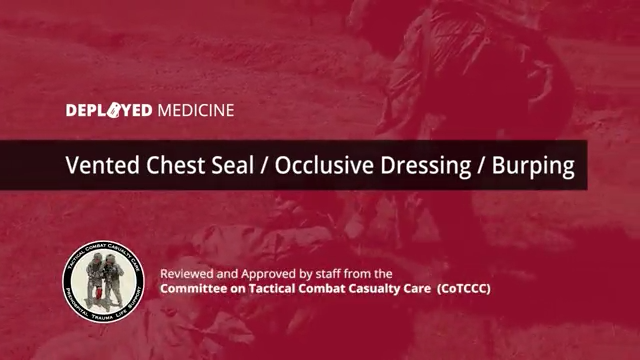 DEPLOYED MEDICINE
Vented Chest Seal / Occlusive Dressing / Burping
TACTICAL COMBAT CASUALTY CARE
PREHOSPITAL TRAUMA LIFE SUPPORT
Reviewed and Approved by staff from the
Committee on Tactical Combat Casualty Care (CoTCCC)